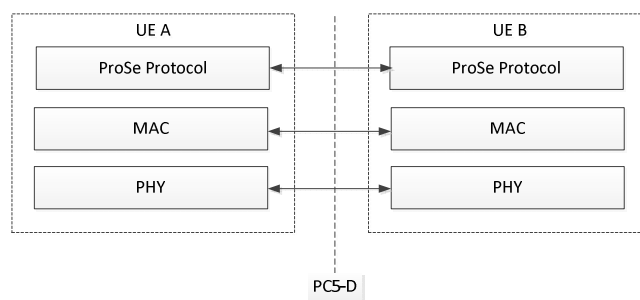 UE A
UE B
ProSe Protocol
ProSe Protocol
MAC
MAC
PHY
PHY
PC5-D